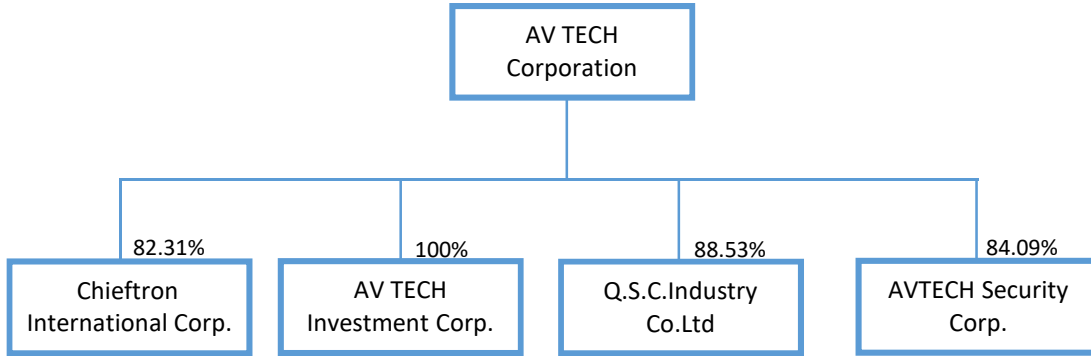 AV TECH
Corporation
82.31%
100%
88.53%
84.09%
Chieftron
International Corp.
AV TECH
Investment Corp.
Q.S.C.Industry
Co.Ltd
AVTECH Security
Corp.